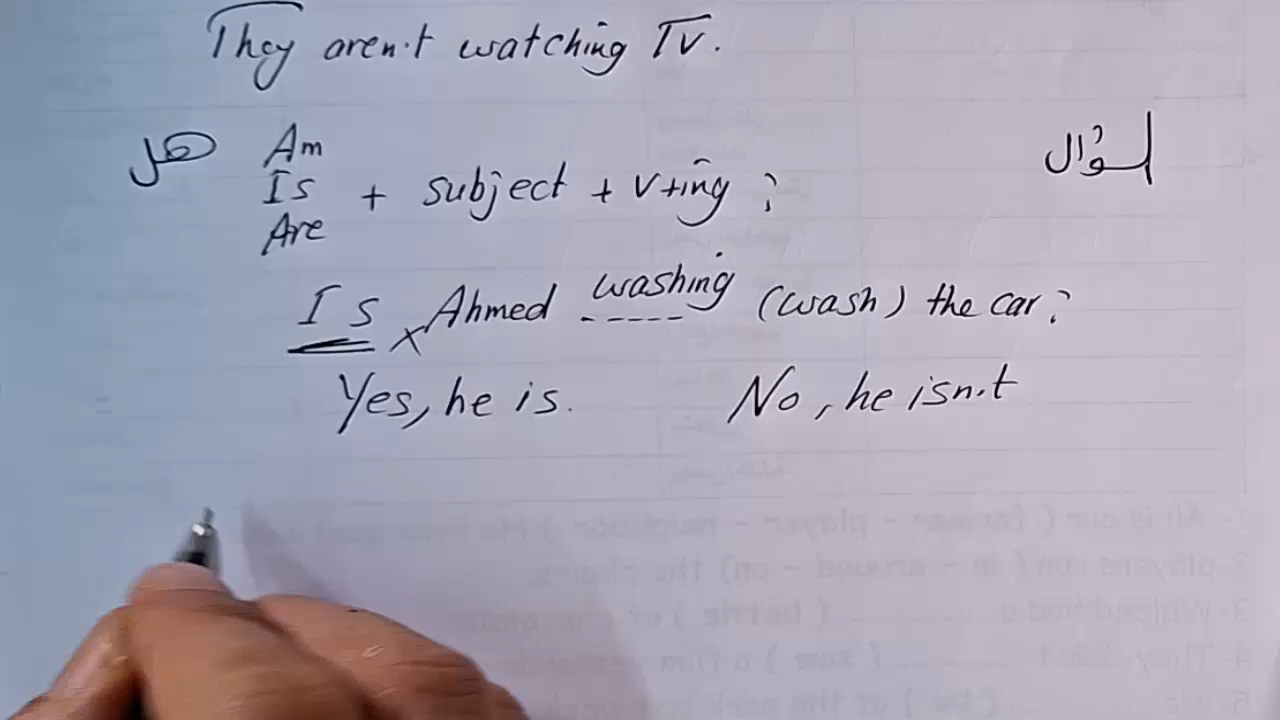 They aren't watching TV.
هل
Am
Is + subject + v+ing ?
Are
السؤال
Is Ahmed washing (wash) the car?
Yes, he is. No, he isn't